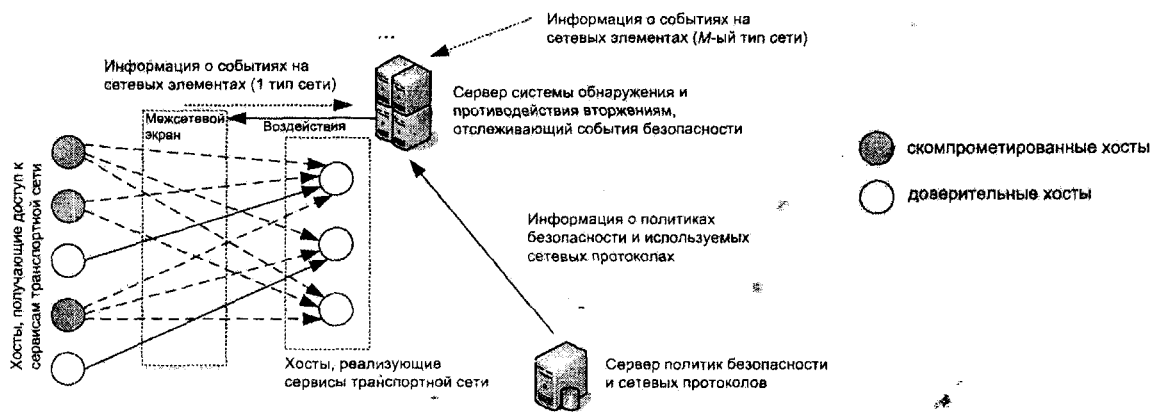 Информация о событиях на
сетевых элементах (М-ый тип сети)
...
Информация о событиях на
сетевых элементах (1 тип сети)
Сервер системы обнаружения и
противодействия вторжениям,
отслеживающий события безопасности
Межсетевой
экран
Воздействия
скомпрометированные хосты
доверительные хосты
Хосты, получающие доступ к
сервисам транспортной сети
Информация о политиках
безопасности и используемых
сетевых протоколах
Хосты, реализующие
сервисы транспортной сети
Сервер политик безопасности
и сетевых протоколов